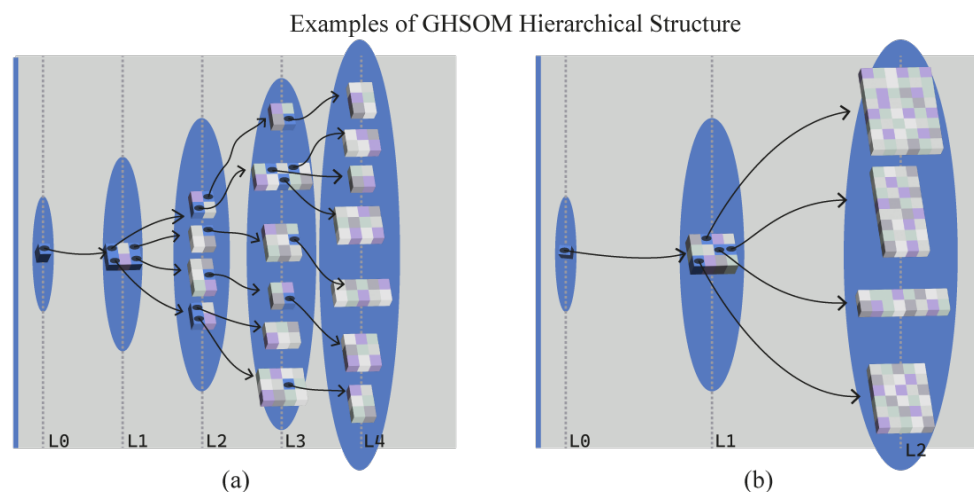 Examples of GHSOM Hierarchical Structure
L0 L1 L2 L3 L4
L0 L1 L2
(a) (b)